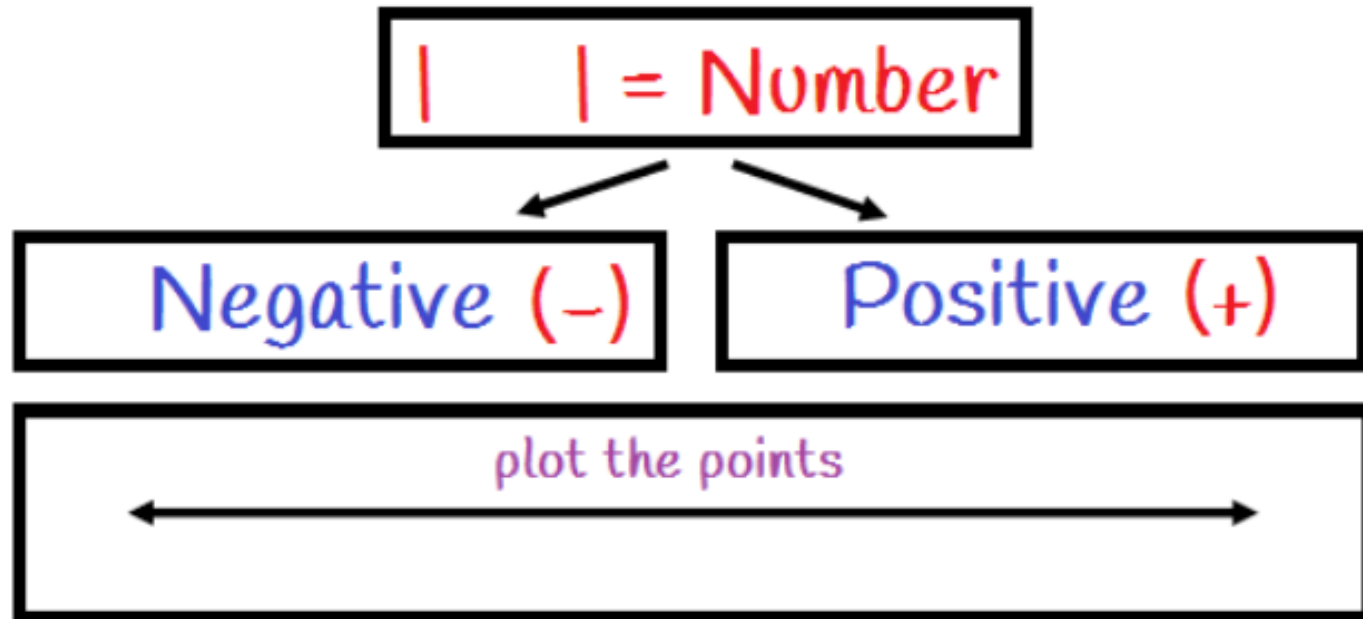 | | = Number
Negative (-)
Positive (+)
plot the points